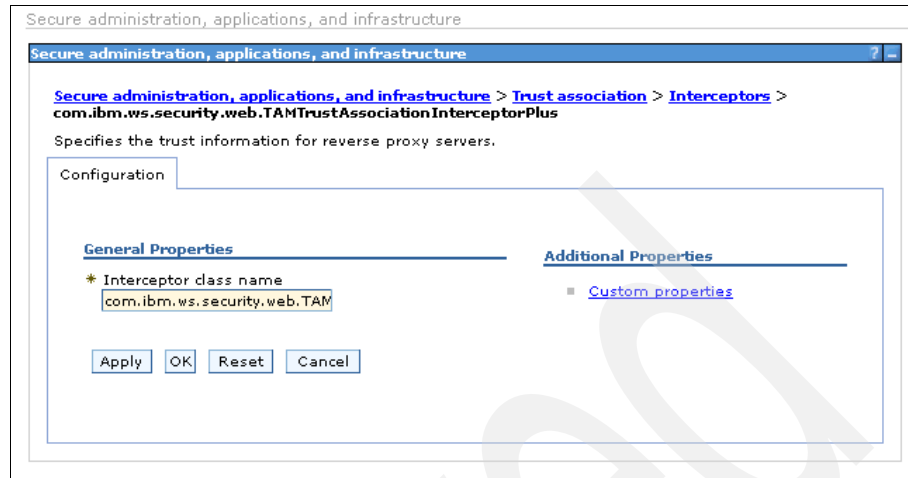 Secure administration, applications, and infrastructure
Secure administration, applications, and infrastructure ? -
Secure administration, applications, and infrastructure > Trust association > Interceptors >
com.ibm.ws.security.web.TAMTrustAssociationInterceptorPlus
Specifies the trust information for reverse proxy servers.
Configuration
General Properties
* Interceptor class name
com.ibm.ws.security.web.TAM
Apply OK Reset Cancel
Additional Properties
Custom properties